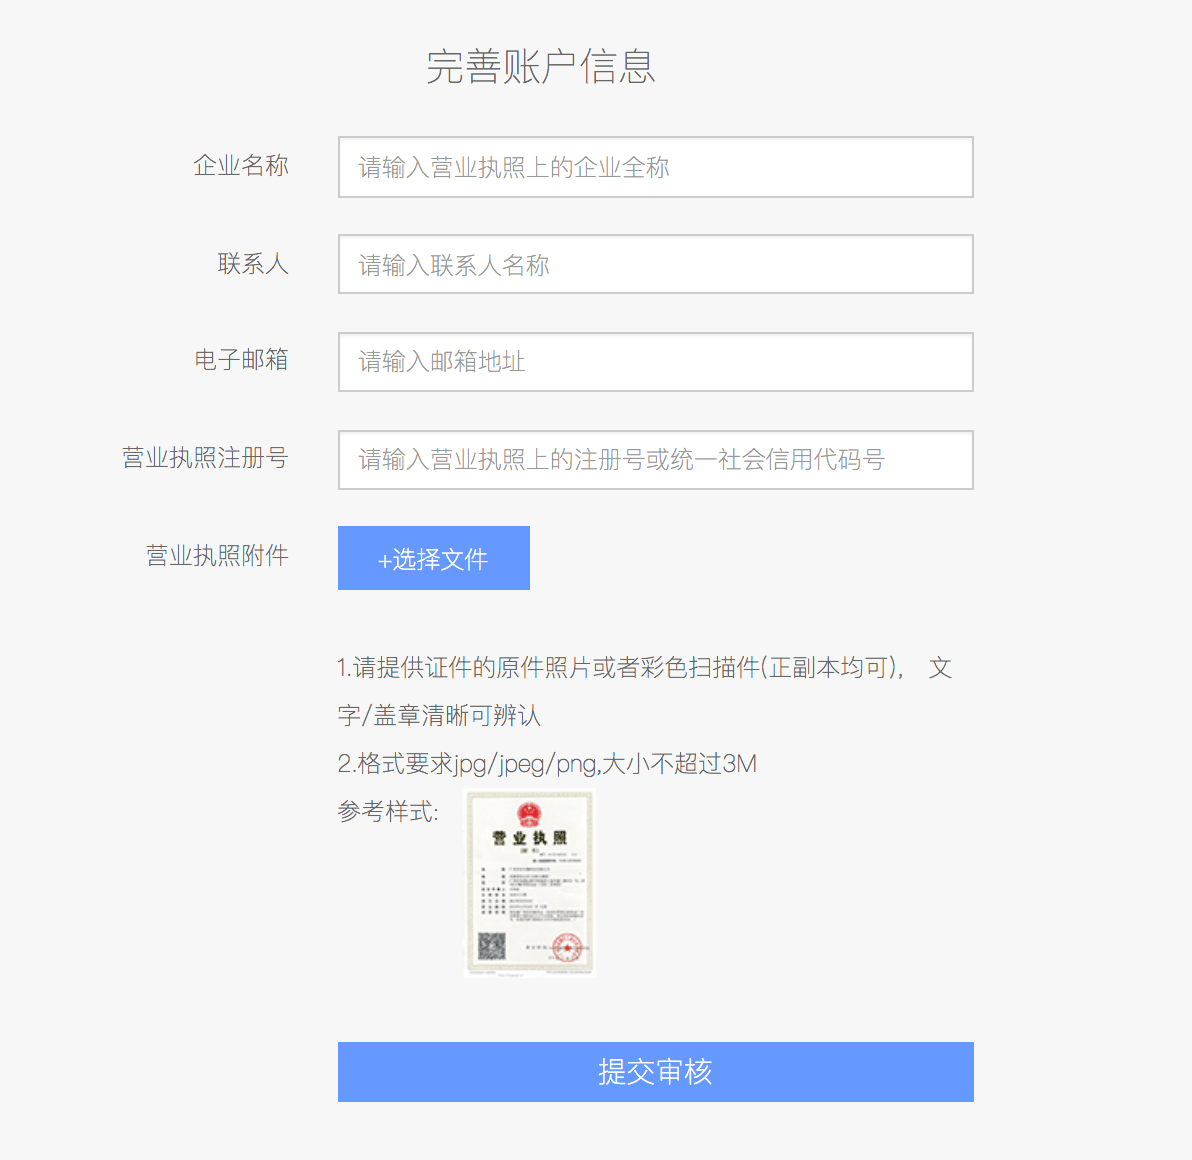 完善账户信息
企业名称
请输入营业执照上的企业全称
联系人
请输入联系人名称
电子邮箱
请输入邮箱地址
营业执照注册号
请输入营业执照上的注册号或统一社会信用代码号
营业执照附件
+选择文件
1.请提供证件的原件照片或者彩色扫描件(正副本均可)， 文
字/盖章清晰可辨认
2.格式要求jpg/jpeg/png,大小不超过3M
参考样式:
营业执照
提交审核